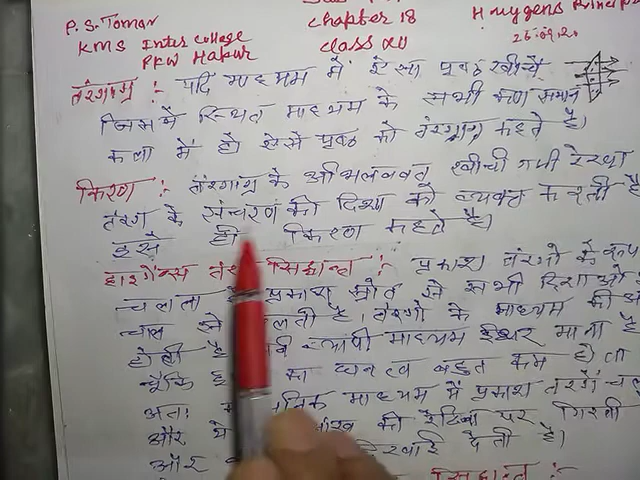 P. S. Tomar
KMS Inter College
PKW Hapur
Chapter 18
Class XII
Huygens Princip
26.09.20
तरंगाग्र :- यदि माध्यम में ऐसा पृष्ठ खींचे
जिसमें स्थित माध्यम के सभी कण समान
कला में हो ऐसे पृष्ठ को तरंगाग्र कहते है।
किरण :- तरंगाग्र के अभिलम्बवत् खींची गयी रेखा
तरंग के संचरण की दिशा को व्यक्त करती है
इसे ही किरण कहते है।
हाइगेन्स तरंग सिद्धान्त : प्रकाश तरंगो के रूप
चलता प्रकाश स्रोत से सभी दिशाओ
चाल से चलती है। तरंगो के माध्यम की
होती है व्यापी माध्यम ईथर माना है
चूँकि का घनत्व बहुत कम होता
अतः माध्यम में प्रकाश तरंगे
और की रेटिना पर गिरती
और दिखाई देती है।
सिद्धान्त :-